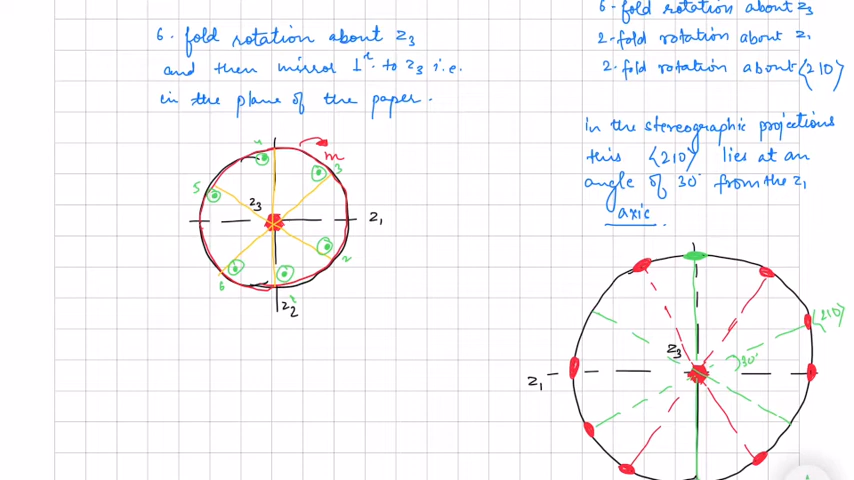 6. fold rotation about z3
and then mirror ⊥r. to z3 i.e.
in the plane of the paper.
4
m
5
3
z3
z1
6
2
1
z2
6-fold rotation about z3
2-fold rotation about z1
2-fold rotation about ⟨210⟩
In the stereographic projections
this ⟨210⟩ lies at an
angle of 30° from the z1
axis.
⟨210⟩
z3
30°
z1